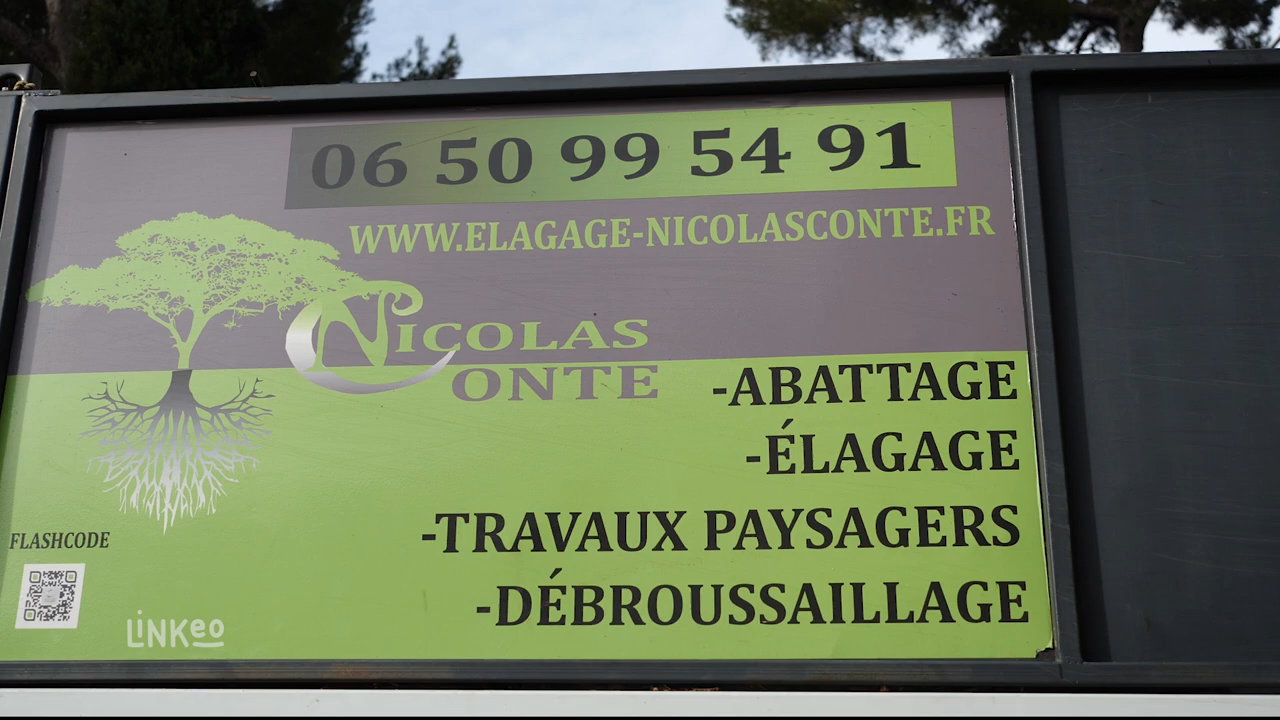 06 50 99 54 91
WWW.ELAGAGE-NICOLASCONTE.FR
NICOLAS
CONTE
-ABATTAGE
-ÉLAGAGE
-TRAVAUX PAYSAGERS
-DÉBROUSSAILLAGE
FLASHCODE
LiNKeo